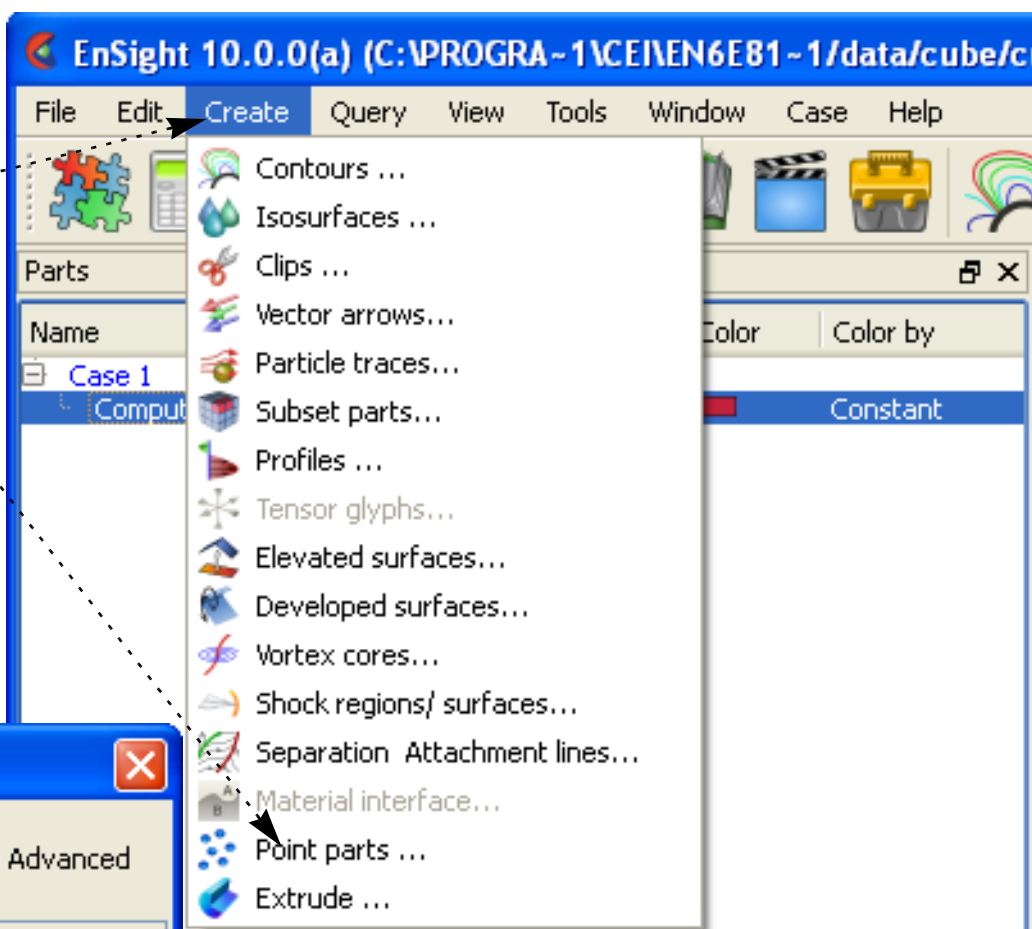 EnSight 10.0.0(a) (C:\PROGRA~1\CEI\EN6E81~1/data/cube/c
File Edit Create Query View Tools Window Case Help
Contours ...
Isosurfaces ...
Parts
Clips ...
Vector arrows...
Name Color Color by
Particle traces...
Case 1
Comput Constant
Subset parts...
Profiles ...
Tensor glyphs...
Elevated surfaces...
Developed surfaces...
Vortex cores...
Shock regions/ surfaces...
Separation Attachment lines...
A
B
Material interface...
Point parts ...
Advanced
Extrude ...